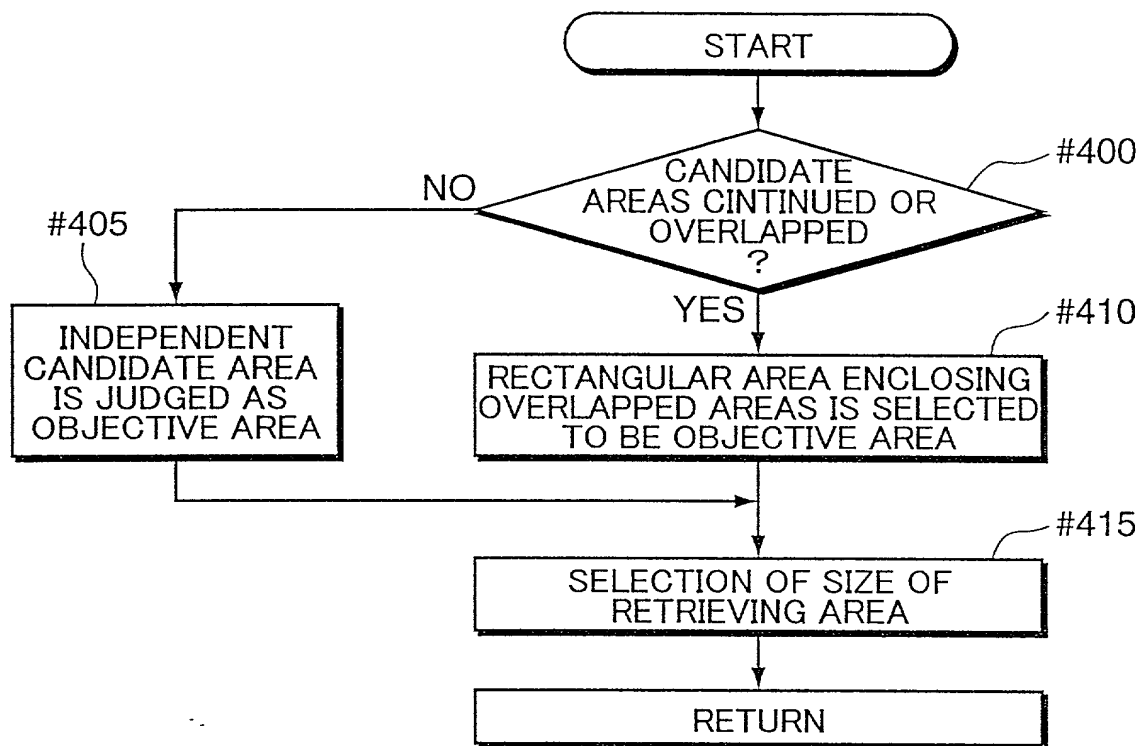 START
#400
CANDIDATE
AREAS CINTINUED OR
OVERLAPPED
?
NO
YES
#405
INDEPENDENT
CANDIDATE AREA
IS JUDGED AS
OBJECTIVE AREA
#410
RECTANGULAR AREA ENCLOSING
OVERLAPPED AREAS IS SELECTED
TO BE OBJECTIVE AREA
#415
SELECTION OF SIZE OF
RETRIEVING AREA
RETURN